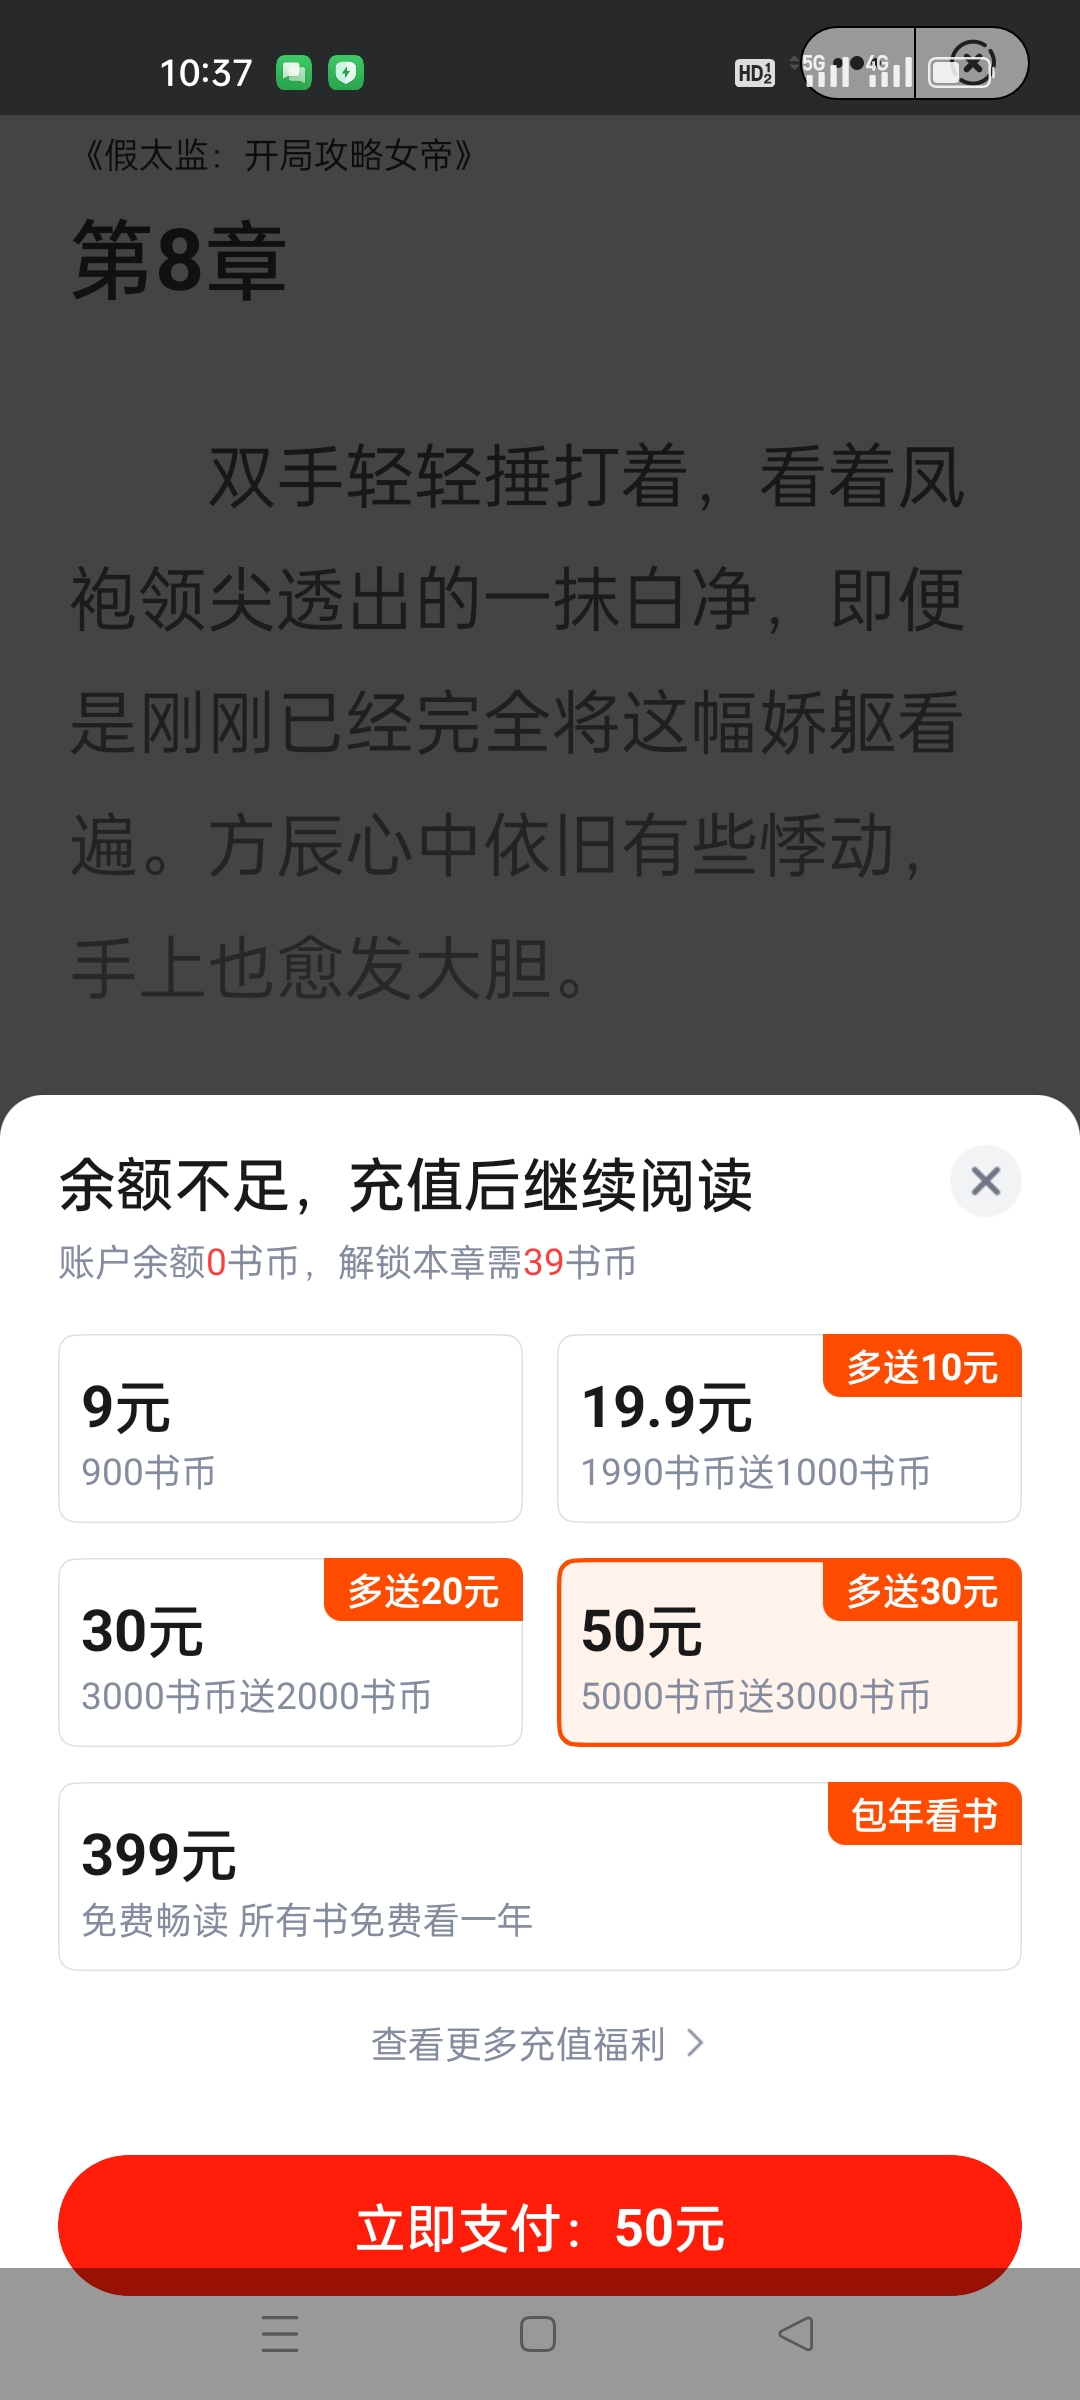 10:37
HD 1 2 5G 4G
《假太监：开局攻略女帝》
第8章
双手轻轻捶打着，看着凤
袍领尖透出的一抹白净，即便
是刚刚已经完全将这幅娇躯看
遍。方辰心中依旧有些悸动，
手上也愈发大胆。
余额不足，充值后继续阅读
账户余额0书币，解锁本章需39书币
9元
900书币
多送10元
19.9元
1990书币送1000书币
多送20元
30元
3000书币送2000书币
多送30元
50元
5000书币送3000书币
包年看书
399元
免费畅读 所有书免费看一年
查看更多充值福利
立即支付：50元